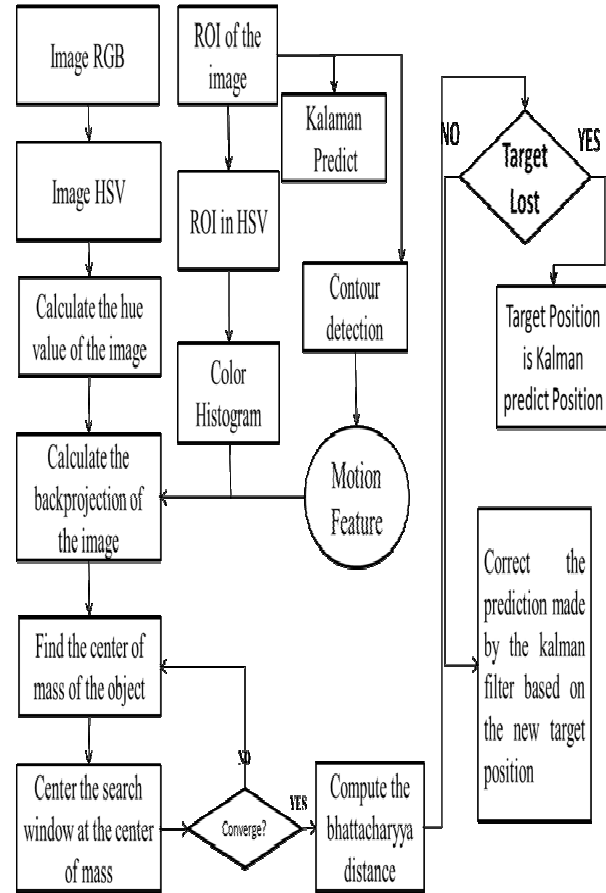 Image RGB
Image HSV
Calculate the hue
value of the image
Calculate the
backprojection of
the image
Find the center of
mass of the object
Center the search
window at the center
of mass
ROI of the
image
ROI in HSV
Color
Histogram
Kalaman
Predict
Contour
detection
Motion
Feature
NO
Converge?
YES
Compute the
bhattacharyya
distance
NO
Target
Lost
YES
Target Position
is Kalman
predict Position
Correct the
prediction made
by the kalman
filter based on
the new target
position